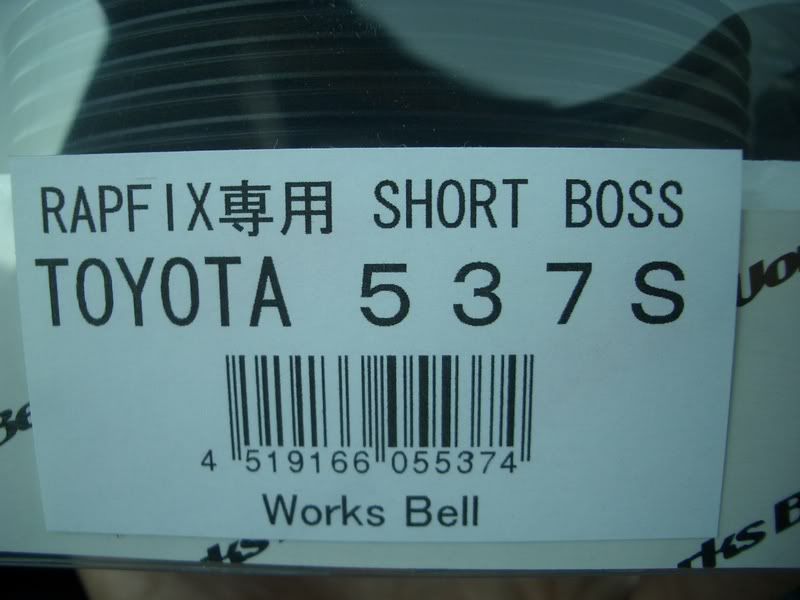 RAPFIX専用 SHORT BOSS
TOYOTA 537S
4 519166 055374
Works Bell